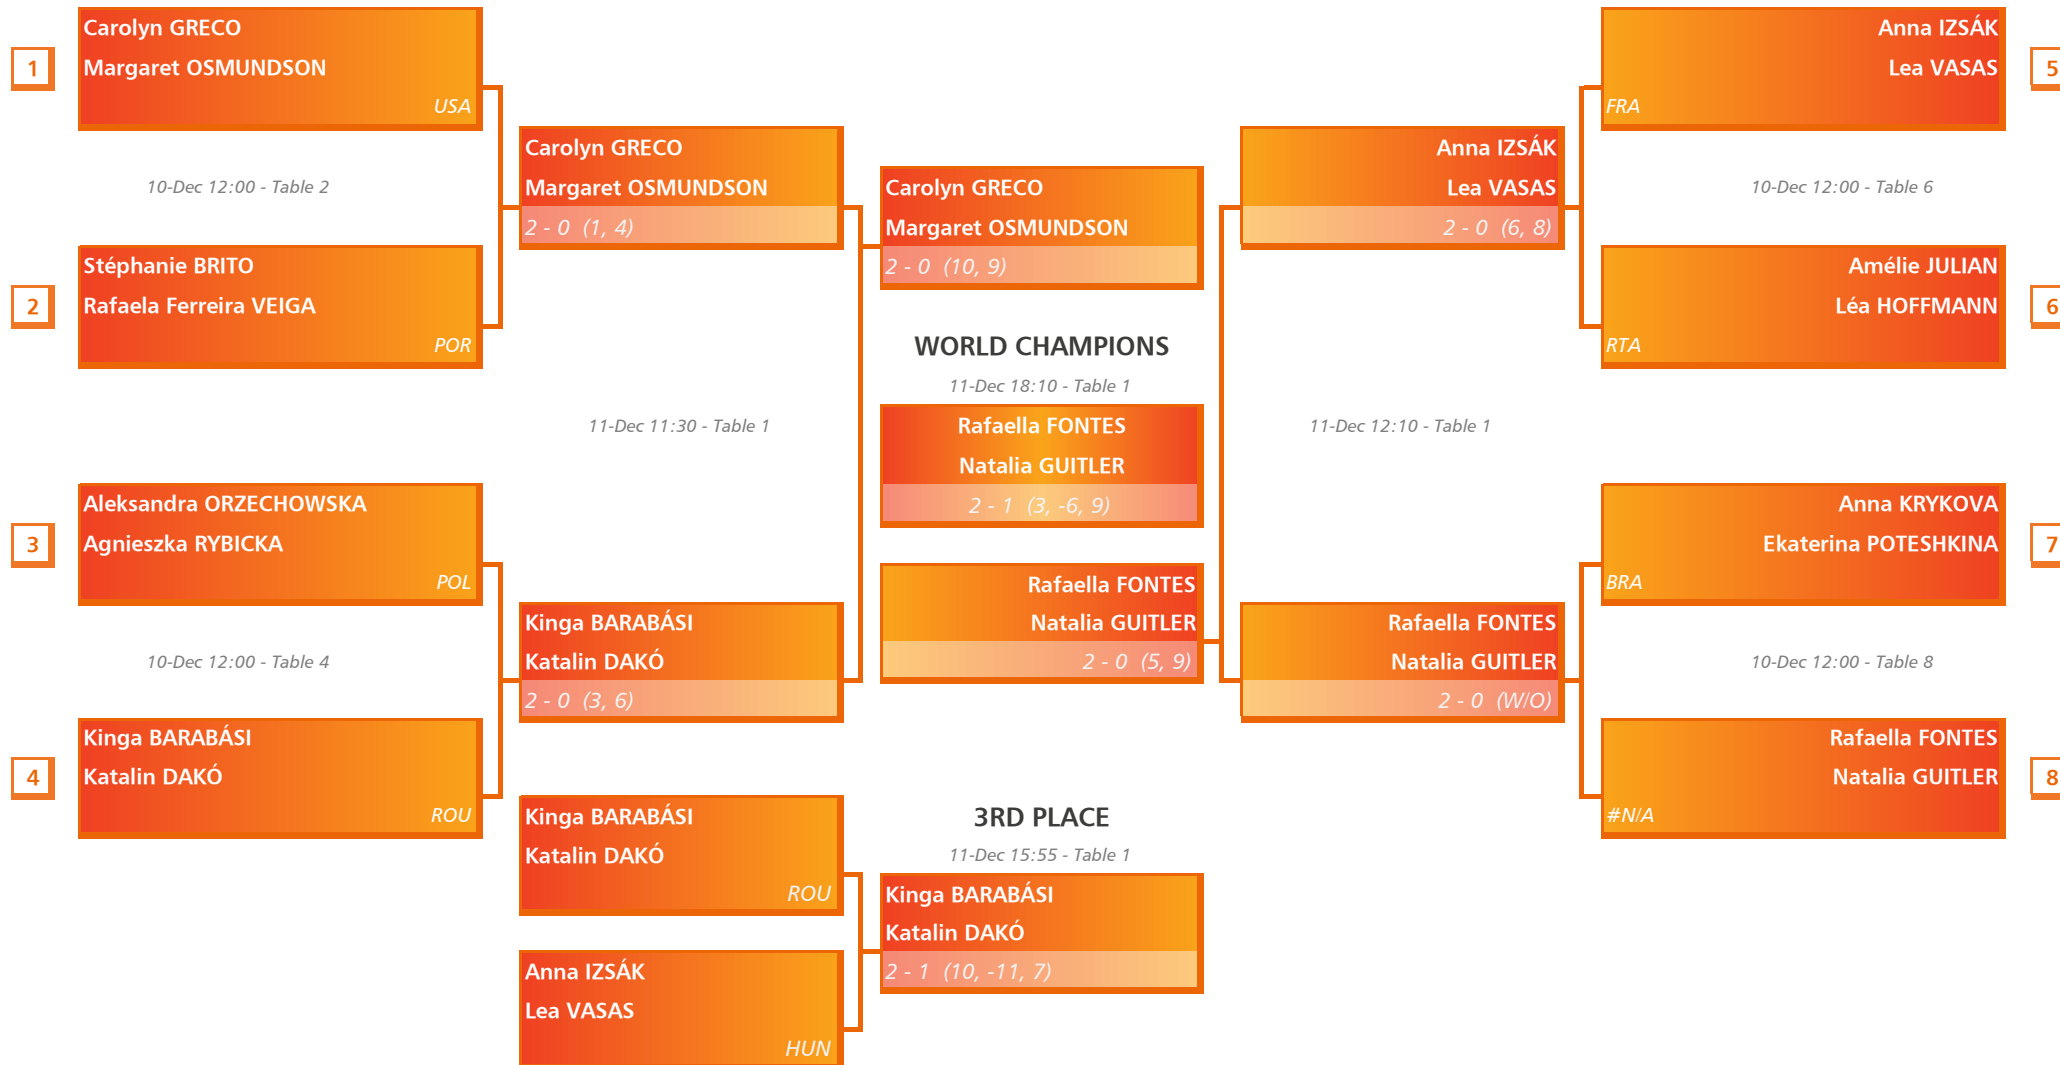 1
Carolyn GRECO
Margaret OSMUNDSON
USA
10-Dec 12:00 - Table 2
2
Stéphanie BRITO
Rafaela Ferreira VEIGA
POR
3
Aleksandra ORZECHOWSKA
Agnieszka RYBICKA
POL
10-Dec 12:00 - Table 4
4
Kinga BARABÁSI
Katalin DAKÓ
ROU
Carolyn GRECO
Margaret OSMUNDSON
2 - 0 (1, 4)
11-Dec 11:30 - Table 1
Kinga BARABÁSI
Katalin DAKÓ
2 - 0 (3, 6)
Kinga BARABÁSI
Katalin DAKÓ
ROU
Anna IZSÁK
Lea VASAS
HUN
Carolyn GRECO
Margaret OSMUNDSON
2 - 0 (10, 9)
WORLD CHAMPIONS
11-Dec 18:10 - Table 1
Rafaella FONTES
Natalia GUITLER
2 - 1 (3, -6, 9)
Rafaella FONTES
Natalia GUITLER
2 - 0 (5, 9)
3RD PLACE
11-Dec 15:55 - Table 1
Kinga BARABÁSI
Katalin DAKÓ
2 - 1 (10, -11, 7)
Anna IZSÁK
Lea VASAS
2 - 0 (6, 8)
11-Dec 12:10 - Table 1
Rafaella FONTES
Natalia GUITLER
2 - 0 (W/O)
Anna IZSÁK
Lea VASAS
FRA
5
10-Dec 12:00 - Table 6
Amélie JULIAN
Léa HOFFMANN
RTA
6
Anna KRYKOVA
Ekaterina POTESHKINA
BRA
7
10-Dec 12:00 - Table 8
Rafaella FONTES
Natalia GUITLER
#N/A
8